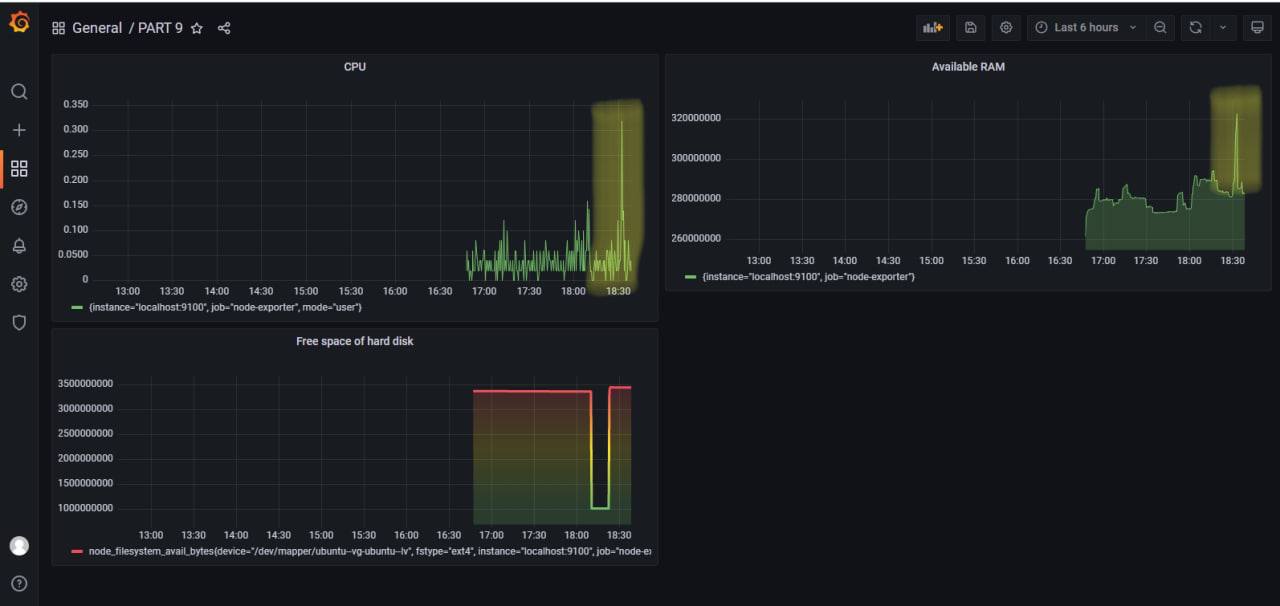 General / PART 9
Last 6 hours
CPU
0.350
0.300
0.250
0.200
0.150
0.100
0.0500
0
13:00 13:30 14:00 14:30 15:00 15:30 16:00 16:30 17:00 17:30 18:00 18:30
{instance="localhost:9100", job="node-exporter", mode="user"}
Available RAM
320000000
300000000
280000000
260000000
13:00 13:30 14:00 14:30 15:00 15:30 16:00 16:30 17:00 17:30 18:00 18:30
{instance="localhost:9100", job="node-exporter"}
Free space of hard disk
3500000000
3000000000
2500000000
2000000000
1500000000
1000000000
13:00 13:30 14:00 14:30 15:00 15:30 16:00 16:30 17:00 17:30 18:00 18:30
node_filesystem_avail_bytes{device="/dev/mapper/ubuntu--vg-ubuntu--lv", fstype="ext4", instance="localhost:9100", job="node-ex